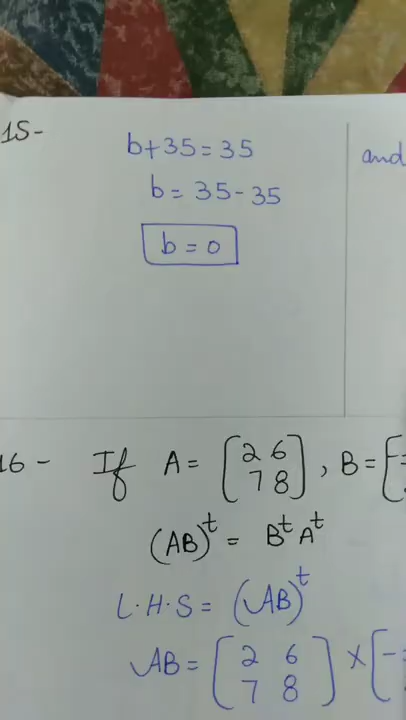 15-
b+35=35
and
b= 35-35
b=0
16- If A= [2 6
7 8], B=[-
(AB)^t = B^t A^t
L.H.S= (AB)^t
AB= [2 6
7 8] × [-